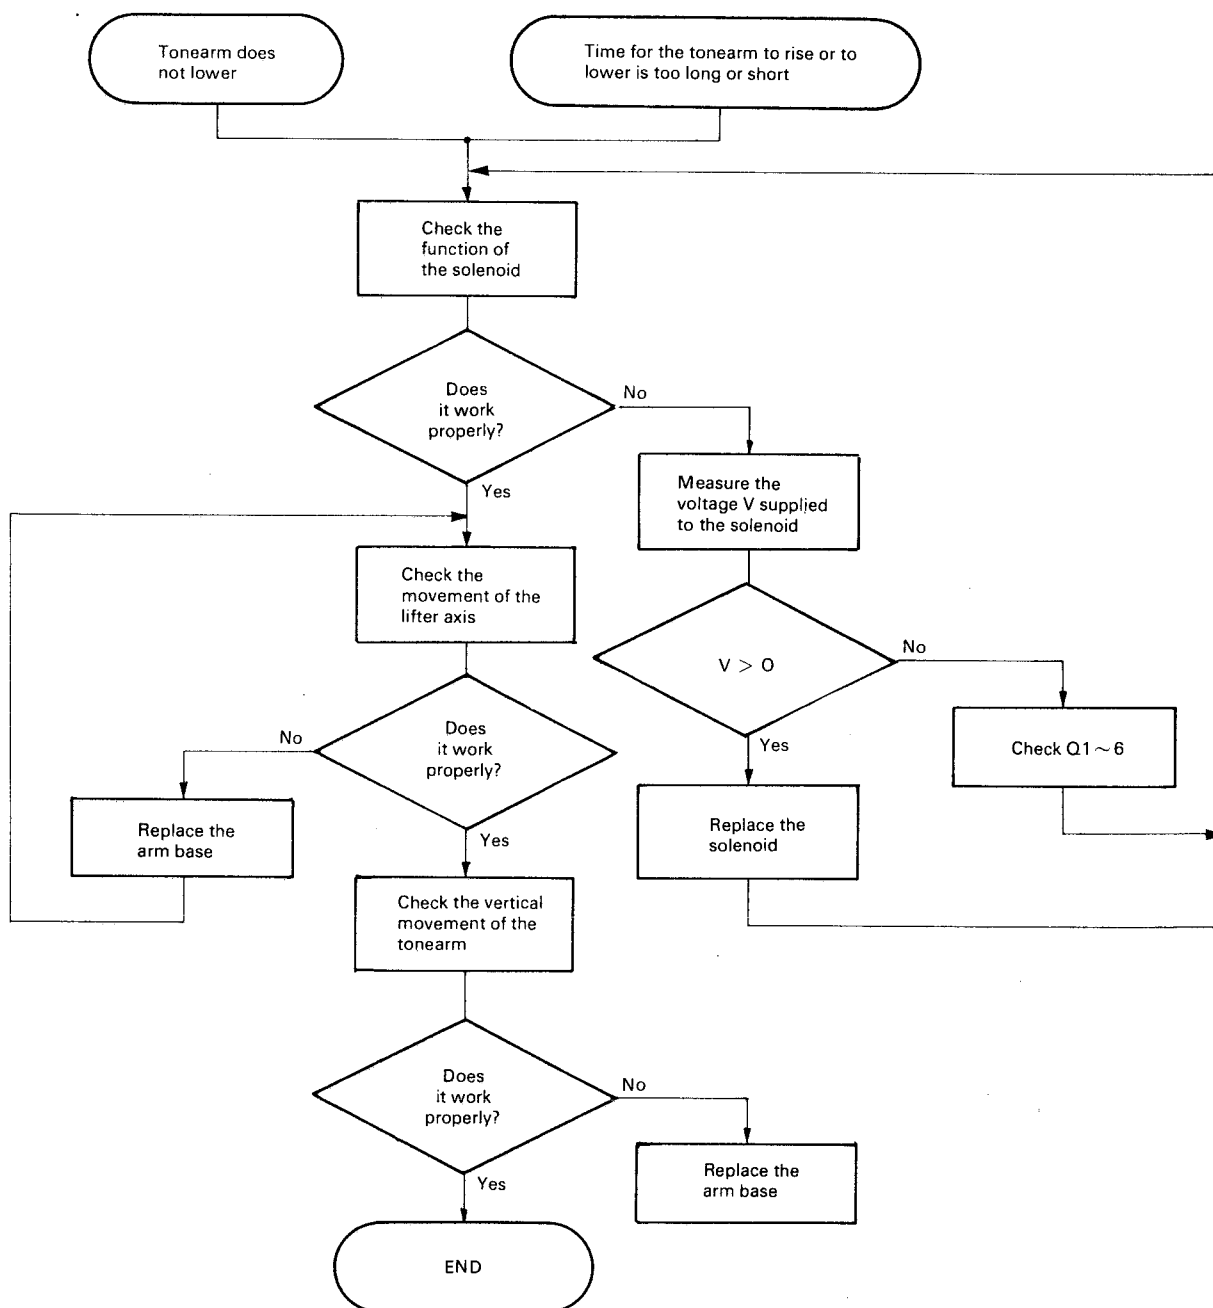 Tonearm does
not lower
Time for the tonearm to rise or to
lower is too long or short
Check the
function of
the solenoid
Does
it work
properly?
No
Yes
Measure the
voltage V supplied
to the solenoid
Check the
movement of the
lifter axis
V > O
No
Yes
Check Q1~6
Does
it work
properly?
No
Yes
Replace the
arm base
Replace the
solenoid
Check the vertical
movement of the
tonearm
Does
it work
properly?
No
Yes
Replace the
arm base
END